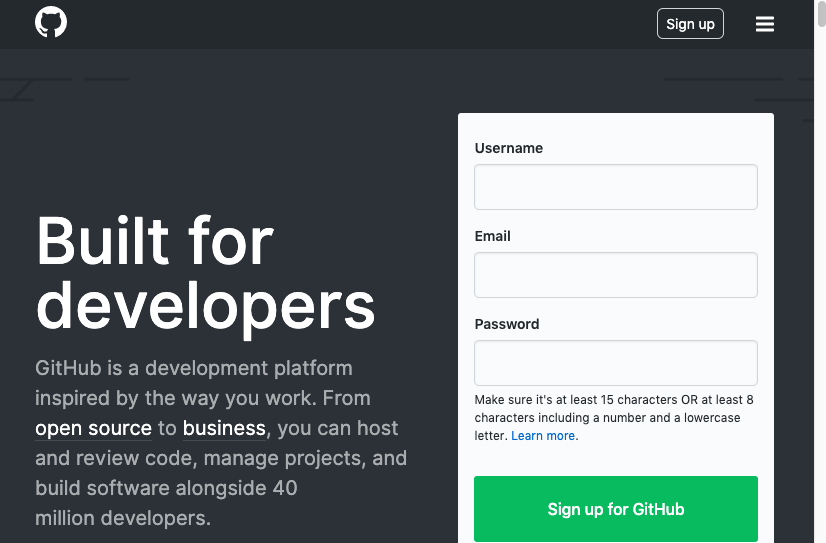 Sign up
Built for
developers
GitHub is a development platform
inspired by the way you work. From
open source to business, you can host
and review code, manage projects, and
build software alongside 40
million developers.
Username
Email
Password
Make sure it's at least 15 characters OR at least 8
characters including a number and a lowercase
letter. Learn more.
Sign up for GitHub